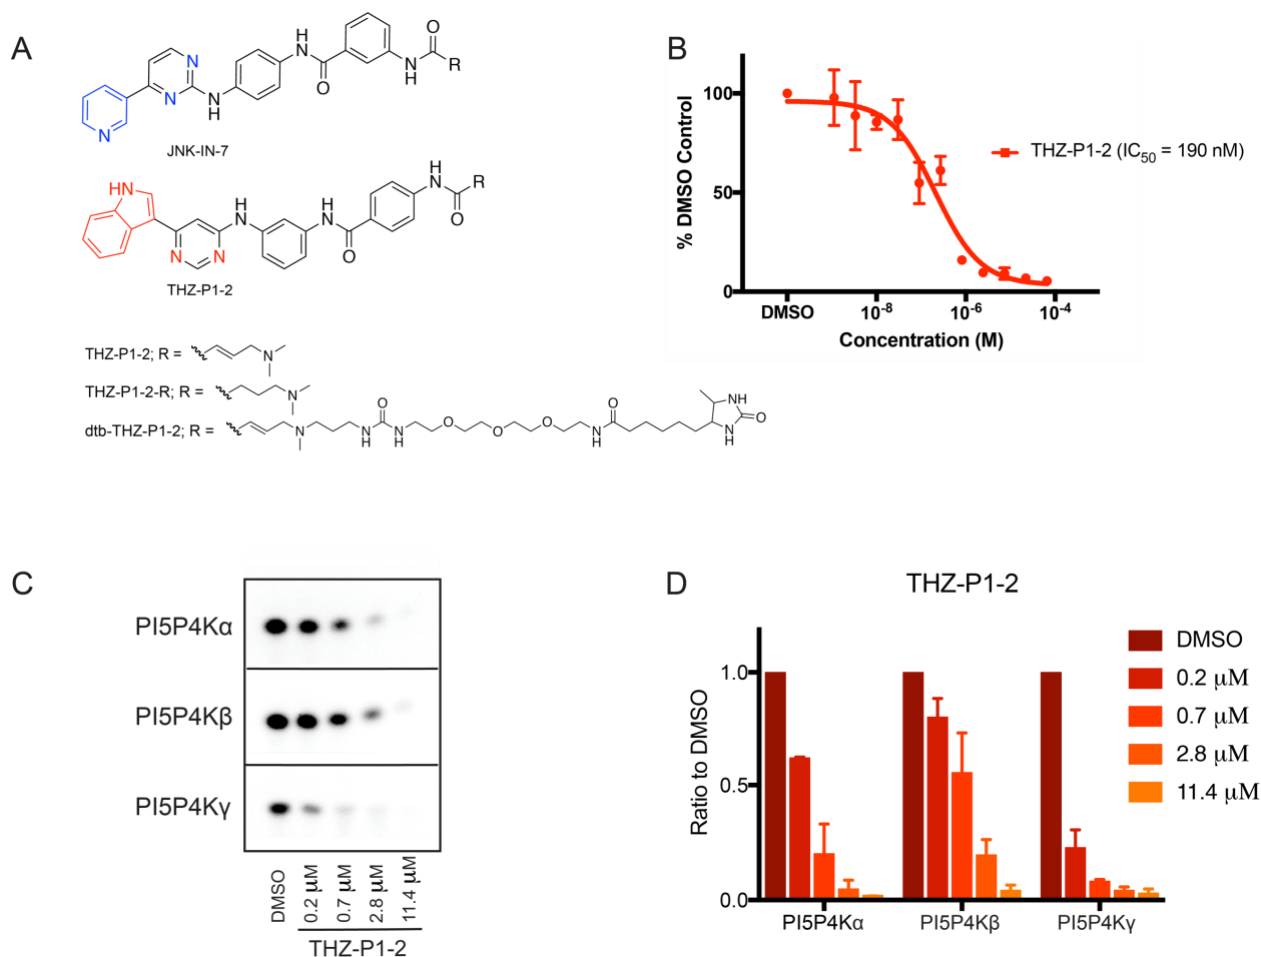 A
N
N
N
N
H
H
N
O
N
H
O
R
JNK-IN-7
HN
N
N
H
N
H
N
O
H
N
O
R
THZ-P1-2
THZ-P1-2; R =
N
THZ-P1-2-R; R =
N
dtb-THZ-P1-2; R =
N
O
N
H
N
H
O
O
O
N
H
O
NH
O
N
H
B
% DMSO Control
100
50
0
DMSO
10-8
10-6
10-4
Concentration (M)
THZ-P1-2 (IC50 = 190 nM)
C
PI5P4Kα
PI5P4Kβ
PI5P4Kγ
DMSO
0.2 μM
0.7 μM
2.8 μM
11.4 μM
THZ-P1-2
D
THZ-P1-2
Ratio to DMSO
1.0
0.5
0.0
PI5P4Kα
PI5P4Kβ
PI5P4Kγ
DMSO
0.2 μM
0.7 μM
2.8 μM
11.4 μM